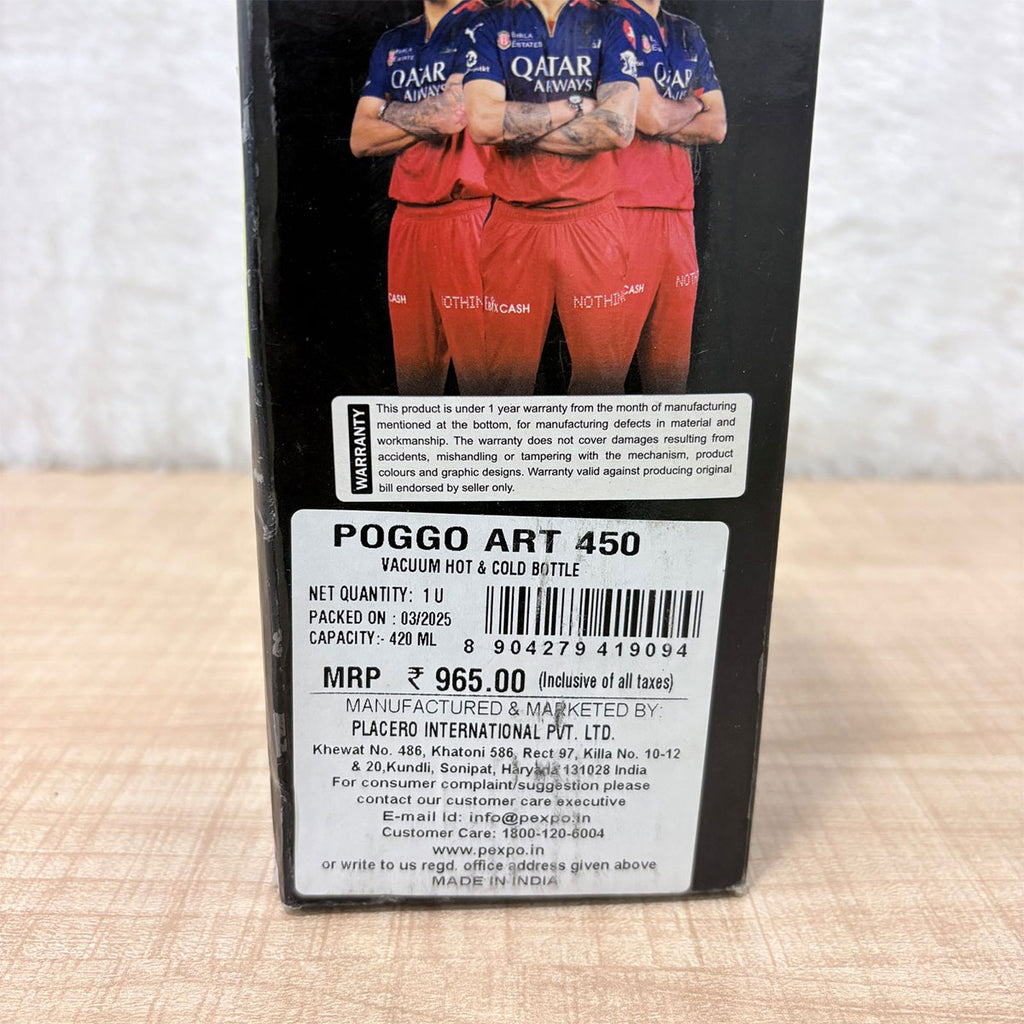 BIRLA
ESTATES
QATAR
AIRWAYS
QATAR
AIRWAYS
CASH
CASH
NOTHIN
CASH
NOTH
WARRANTY
This product is under 1 year warranty from the month of manufacturing
mentioned at the bottom, for manufacturing defects in material and
workmanship. The warranty does not cover damages resulting from
accidents, mishandling or tampering with the mechanism, product
colours and graphic designs. Warranty valid against producing original
bill endorsed by seller only.
POGGO ART 450
VACUUM HOT & COLD BOTTLE
NET QUANTITY: 1 U
PACKED ON : 03/2025
CAPACITY:- 420 ML
8 904279 419094
MRP ₹ 965.00 (Inclusive of all taxes)
MANUFACTURED & MARKETED BY:
PLACERO INTERNATIONAL PVT. LTD.
Khewat No. 486, Khatoni 586, Rect 97, Killa No. 10-12
& 20,Kundli, Sonipat, Haryana 131028 India
For consumer complaint/suggestion please
contact our customer care executive
E-mail id: info@pexpo.in
Customer Care: 1800-120-6004
www.pexpo.in
or write to us regd. office address given above
MADE IN INDIA